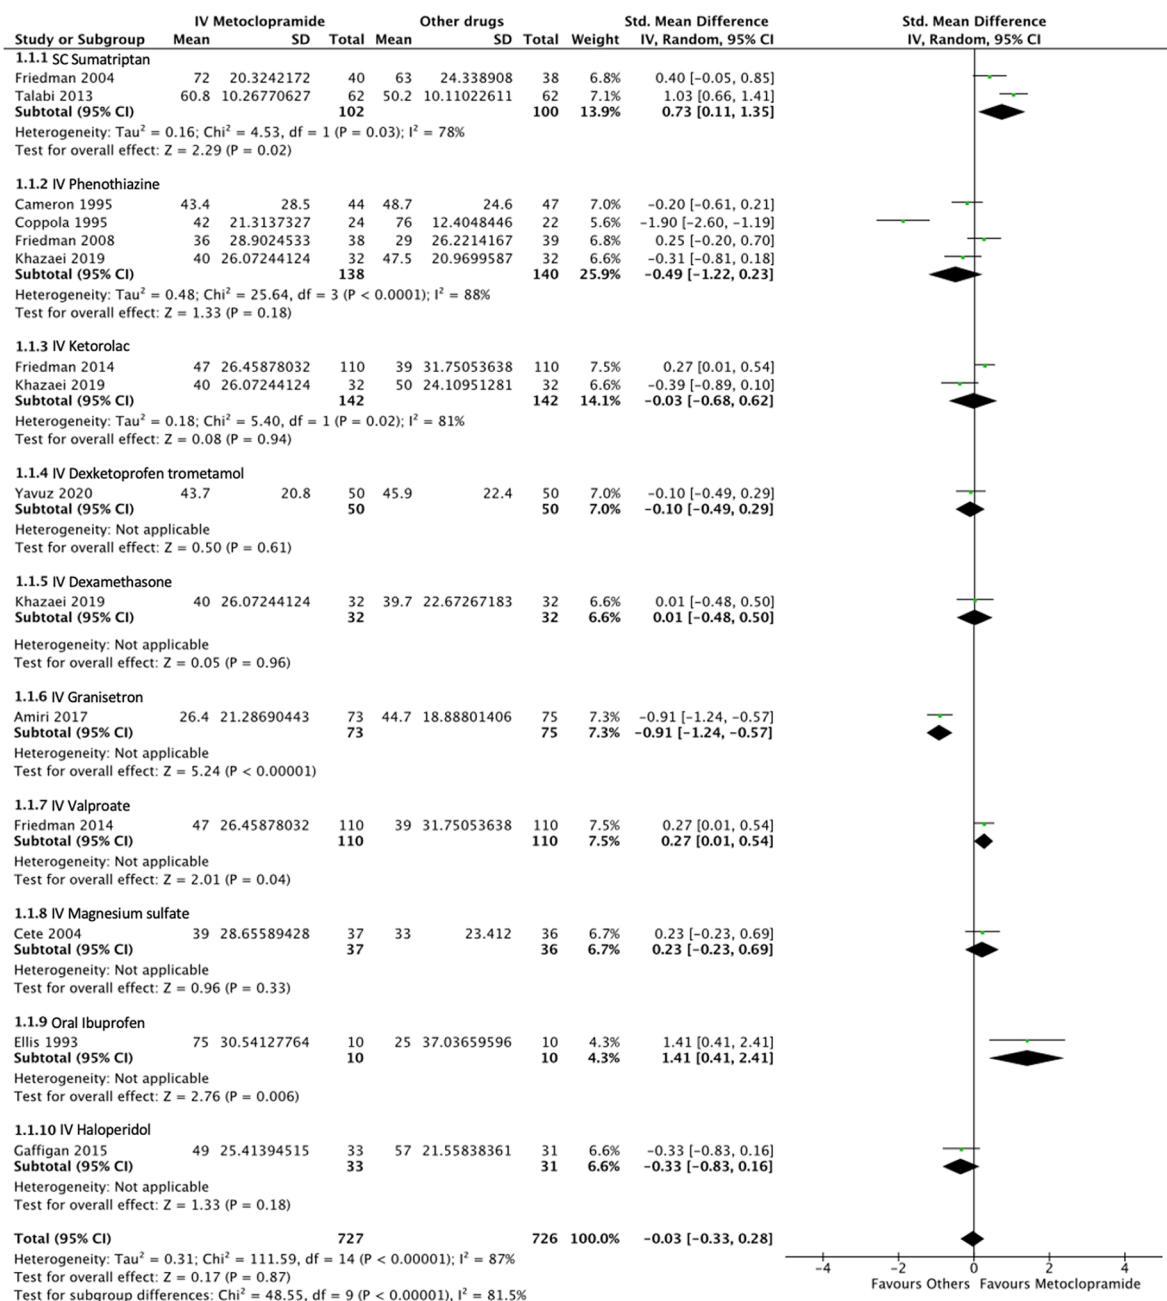 IV Metoclopramide Other drugs Std. Mean Difference Std. Mean Difference
Study or Subgroup Mean SD Total Mean SD Total Weight IV, Random, 95% CI IV, Random, 95% CI
1.1.1 SC Sumatriptan
Friedman 2004 72 20.3242172 40 63 24.338908 38 6.8% 0.40 [−0.05, 0.85]
Talabi 2013 60.8 10.26770627 62 50.2 10.11022611 62 7.1% 1.03 [0.66, 1.41]
Subtotal (95% CI) 102 100 13.9% 0.73 [0.11, 1.35]
Heterogeneity: Tau² = 0.16; Chi² = 4.53, df = 1 (P = 0.03); I² = 78%
Test for overall effect: Z = 2.29 (P = 0.02)
1.1.2 IV Phenothiazine
Cameron 1995 43.4 28.5 44 48.7 24.6 47 7.0% −0.20 [−0.61, 0.21]
Coppola 1995 42 21.3137327 24 76 12.4048446 22 5.6% −1.90 [−2.60, −1.19]
Friedman 2008 36 28.9024533 38 29 26.2214167 39 6.8% 0.25 [−0.20, 0.70]
Khazaei 2019 40 26.07244124 32 47.5 20.9699587 32 6.6% −0.31 [−0.81, 0.18]
Subtotal (95% CI) 138 140 25.9% −0.49 [−1.22, 0.23]
Heterogeneity: Tau² = 0.48; Chi² = 25.64, df = 3 (P < 0.0001); I² = 88%
Test for overall effect: Z = 1.33 (P = 0.18)
1.1.3 IV Ketorolac
Friedman 2014 47 26.45878032 110 39 31.75053638 110 7.5% 0.27 [0.01, 0.54]
Khazaei 2019 40 26.07244124 32 50 24.10951281 32 6.6% −0.39 [−0.89, 0.10]
Subtotal (95% CI) 142 142 14.1% −0.03 [−0.68, 0.62]
Heterogeneity: Tau² = 0.18; Chi² = 5.40, df = 1 (P = 0.02); I² = 81%
Test for overall effect: Z = 0.08 (P = 0.94)
1.1.4 IV Dexketoprofen trometamol
Yavuz 2020 43.7 20.8 50 45.9 22.4 50 7.0% −0.10 [−0.49, 0.29]
Subtotal (95% CI) 50 50 7.0% −0.10 [−0.49, 0.29]
Heterogeneity: Not applicable
Test for overall effect: Z = 0.50 (P = 0.61)
1.1.5 IV Dexamethasone
Khazaei 2019 40 26.07244124 32 39.7 22.67267183 32 6.6% 0.01 [−0.48, 0.50]
Subtotal (95% CI) 32 32 6.6% 0.01 [−0.48, 0.50]
Heterogeneity: Not applicable
Test for overall effect: Z = 0.05 (P = 0.96)
1.1.6 IV Granisetron
Amiri 2017 26.4 21.28690443 73 44.7 18.88801406 75 7.3% −0.91 [−1.24, −0.57]
Subtotal (95% CI) 73 75 7.3% −0.91 [−1.24, −0.57]
Heterogeneity: Not applicable
Test for overall effect: Z = 5.24 (P < 0.00001)
1.1.7 IV Valproate
Friedman 2014 47 26.45878032 110 39 31.75053638 110 7.5% 0.27 [0.01, 0.54]
Subtotal (95% CI) 110 110 7.5% 0.27 [0.01, 0.54]
Heterogeneity: Not applicable
Test for overall effect: Z = 2.01 (P = 0.04)
1.1.8 IV Magnesium sulfate
Cete 2004 39 28.65589428 37 33 23.412 36 6.7% 0.23 [−0.23, 0.69]
Subtotal (95% CI) 37 36 6.7% 0.23 [−0.23, 0.69]
Heterogeneity: Not applicable
Test for overall effect: Z = 0.96 (P = 0.33)
1.1.9 Oral Ibuprofen
Ellis 1993 75 30.54127764 10 25 37.03659596 10 4.3% 1.41 [0.41, 2.41]
Subtotal (95% CI) 10 10 4.3% 1.41 [0.41, 2.41]
Heterogeneity: Not applicable
Test for overall effect: Z = 2.76 (P = 0.006)
1.1.10 IV Haloperidol
Gaffigan 2015 49 25.41394515 33 57 21.55838361 31 6.6% −0.33 [−0.83, 0.16]
Subtotal (95% CI) 33 31 6.6% −0.33 [−0.83, 0.16]
Heterogeneity: Not applicable
Test for overall effect: Z = 1.33 (P = 0.18)
Total (95% CI) 727 726 100.0% −0.03 [−0.33, 0.28]
Heterogeneity: Tau² = 0.31; Chi² = 111.59, df = 14 (P < 0.00001); I² = 87%
Test for overall effect: Z = 0.17 (P = 0.87)
Test for subgroup differences: Chi² = 48.55, df = 9 (P < 0.00001), I² = 81.5%
−4 −2 0 2 4
Favours Others Favours Metoclopramide